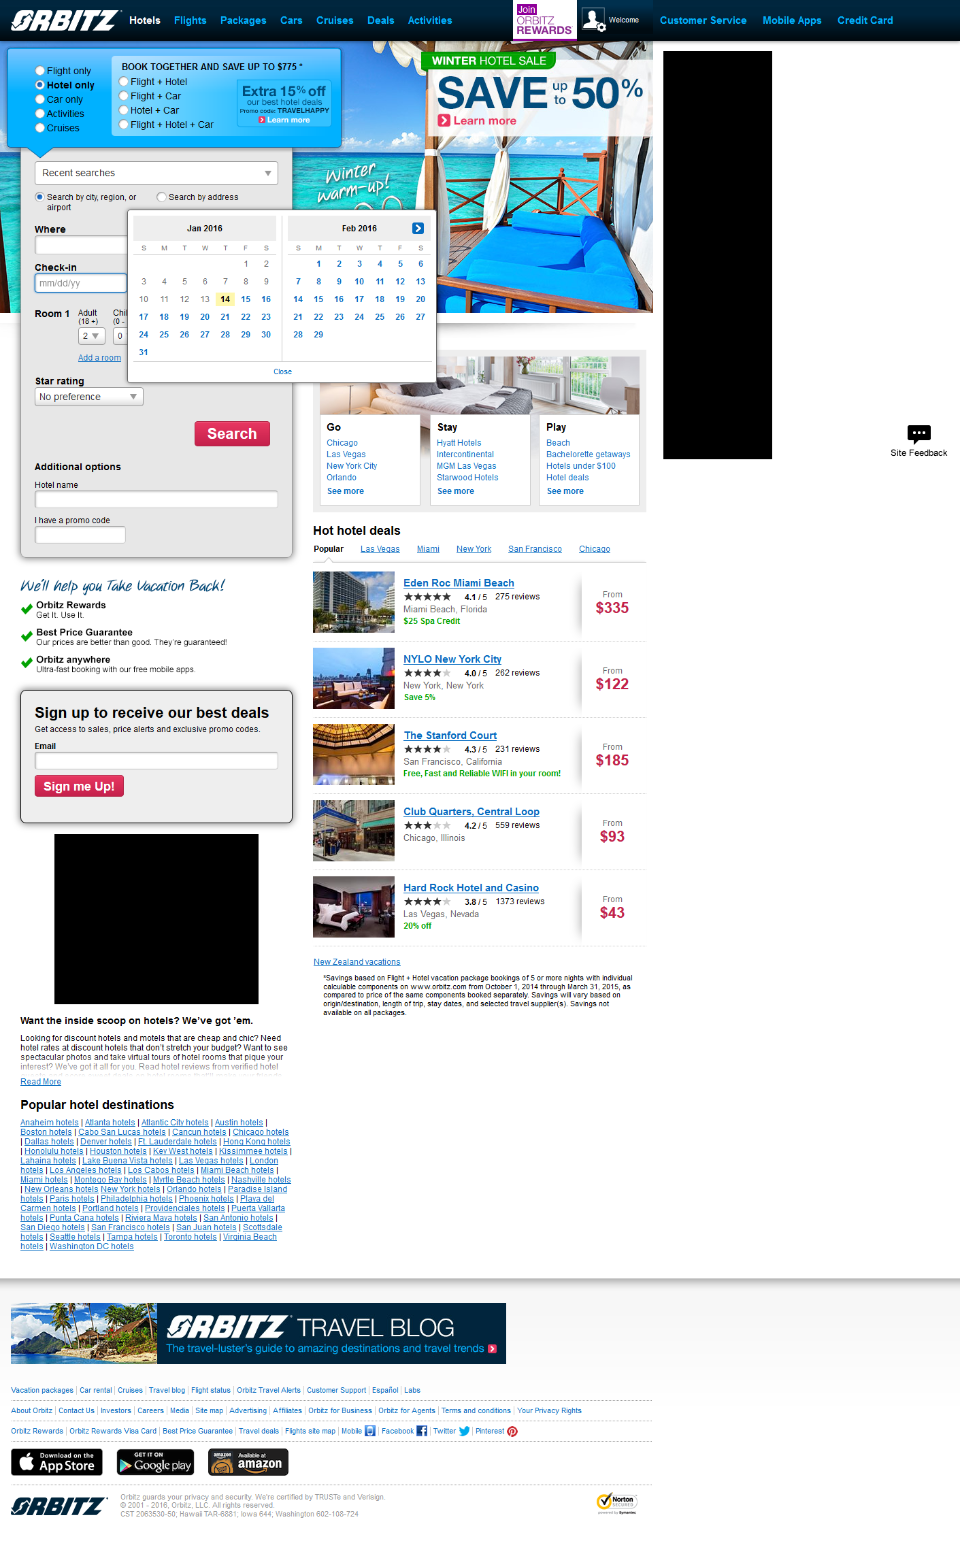 ORBITZ Hotels Flights Packages Cars Cruises Deals Activities
Join ORBITZ REWARDS
Welcome
Customer Service Mobile Apps Credit Card
Flight only
Hotel only
Car only
Activities
Cruises
BOOK TOGETHER AND SAVE UP TO $775 *
Flight + Hotel
Flight + Car
Hotel + Car
Flight + Hotel + Car
Extra 15% off
our best hotel deals
Promo code: TRAVELHAPPY
Learn more
WINTER HOTEL SALE
SAVE up to 50%
Learn more
Winter
warm-up!
Recent searches
Search by city, region, or airport
Search by address
Where
Check-in
mm/dd/yy
Jan 2016
S M T W T F S
1 2
3 4 5 6 7 8 9
10 11 12 13 14 15 16
17 18 19 20 21 22 23
24 25 26 27 28 29 30
31
Feb 2016
S M T W T F S
1 2 3 4 5 6
7 8 9 10 11 12 13
14 15 16 17 18 19 20
21 22 23 24 25 26 27
28 29
Close
Room 1
Adult
(18 +)
Chil
(0 -
2
0
Add a room
Star rating
No preference
Search
Additional options
Hotel name
I have a promo code
Go
Chicago
Las Vegas
New York City
Orlando
See more
Stay
Hyatt Hotels
Intercontinental
MGM Las Vegas
Starwood Hotels
See more
Play
Beach
Bachelorette getaways
Hotels under $100
Hotel deals
See more
Site Feedback
Hot hotel deals
Popular Las Vegas Miami New York San Francisco Chicago
Eden Roc Miami Beach
4.1 / 5 275 reviews
Miami Beach, Florida
$25 Spa Credit
From
$335
NYLO New York City
4.0 / 5 262 reviews
New York, New York
Save 5%
From
$122
The Stanford Court
4.3 / 5 231 reviews
San Francisco, California
Free, Fast and Reliable WIFI in your room!
From
$185
Club Quarters, Central Loop
4.2 / 5 559 reviews
Chicago, Illinois
From
$93
Hard Rock Hotel and Casino
3.8 / 5 1373 reviews
Las Vegas, Nevada
20% off
From
$43
New Zealand vacations
*Savings based on Flight + Hotel vacation package bookings of 5 or more nights with individual
calculable components on www.orbitz.com from October 1, 2014 through March 31, 2015, as
compared to price of the same components booked separately. Savings will vary based on
origin/destination, length of trip, stay dates, and selected travel supplier(s). Savings not
available on all packages.
We'll help you Take Vacation Back!
Orbitz Rewards
Get It. Use It.
Best Price Guarantee
Our prices are better than good. They're guaranteed!
Orbitz anywhere
Ultra-fast booking with our free mobile apps.
Sign up to receive our best deals
Get access to sales, price alerts and exclusive promo codes.
Email
Sign me Up!
Want the inside scoop on hotels? We've got 'em.
Looking for discount hotels and motels that are cheap and chic? Need
hotel rates at discount hotels that don't stretch your budget? Want to see
spectacular photos and take virtual tours of hotel rooms that pique your
interest? We've got it all for you. Read hotel reviews from verified hotel
Read More
Popular hotel destinations
Anaheim hotels | Atlanta hotels | Atlantic City hotels | Austin hotels |
Boston hotels | Cabo San Lucas hotels | Cancun hotels | Chicago hotels
| Dallas hotels | Denver hotels | Ft. Lauderdale hotels | Hong Kong hotels
| Honolulu hotels | Houston hotels | Key West hotels | Kissimmee hotels |
Lahaina hotels | Lake Buena Vista hotels | Las Vegas hotels | London
hotels | Los Angeles hotels | Los Cabos hotels | Miami Beach hotels |
Miami hotels | Montego Bay hotels | Myrtle Beach hotels | Nashville hotels
| New Orleans hotels New York hotels | Orlando hotels | Paradise Island
hotels | Paris hotels | Philadelphia hotels | Phoenix hotels | Playa del
Carmen hotels | Portland hotels | Providenciales hotels | Puerta Vallarta
hotels | Punta Cana hotels | Riviera Maya hotels | San Antonio hotels |
San Diego hotels | San Francisco hotels | San Juan hotels | Scottsdale
hotels | Seattle hotels | Tampa hotels | Toronto hotels | Virginia Beach
hotels | Washington DC hotels
ORBITZ TRAVEL BLOG
The travel-luster's guide to amazing destinations and travel trends
Vacation packages | Car rental | Cruises | Travel blog | Flight status | Orbitz Travel Alerts | Customer Support | Español | Labs
About Orbitz | Contact Us | Investors | Careers | Media | Site map | Advertising | Affiliates | Orbitz for Business | Orbitz for Agents | Terms and conditions | Your Privacy Rights
Orbitz Rewards | Orbitz Rewards Visa Card | Best Price Guarantee | Travel deals | Flights site map | Mobile | Facebook | Twitter | Pinterest
Download on the App Store
GET IT ON Google play
Available at amazon
ORBITZ
Orbitz guards your privacy and security. We're certified by TRUSTe and Verisign.
© 2001 - 2016, Orbitz, LLC. All rights reserved.
CST 2063530-50; Hawaii TAR-6881; Iowa 644; Washington 602-108-724
Norton
SECURED
powered by Symantec